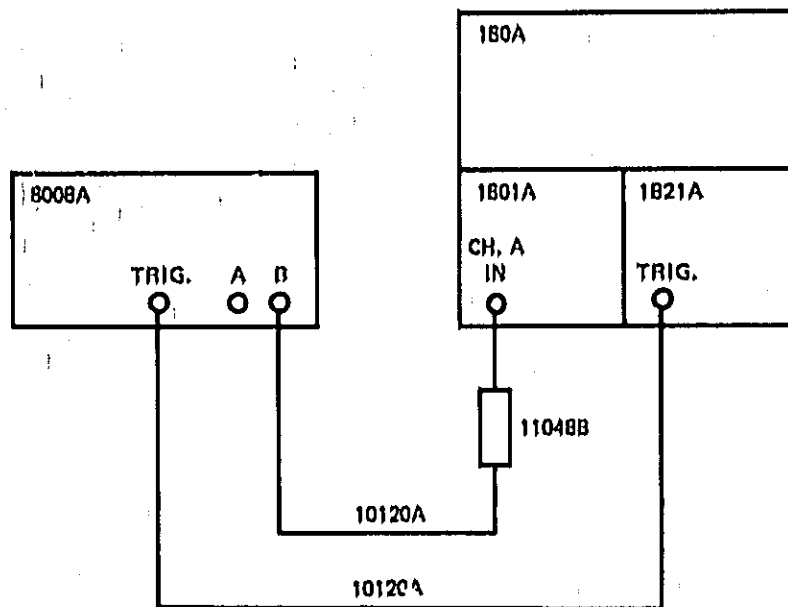 180A
8008A
1801A
1821A
CH. A
IN
TRIG.
TRIG.
A
B
11048B
10120A
10120A